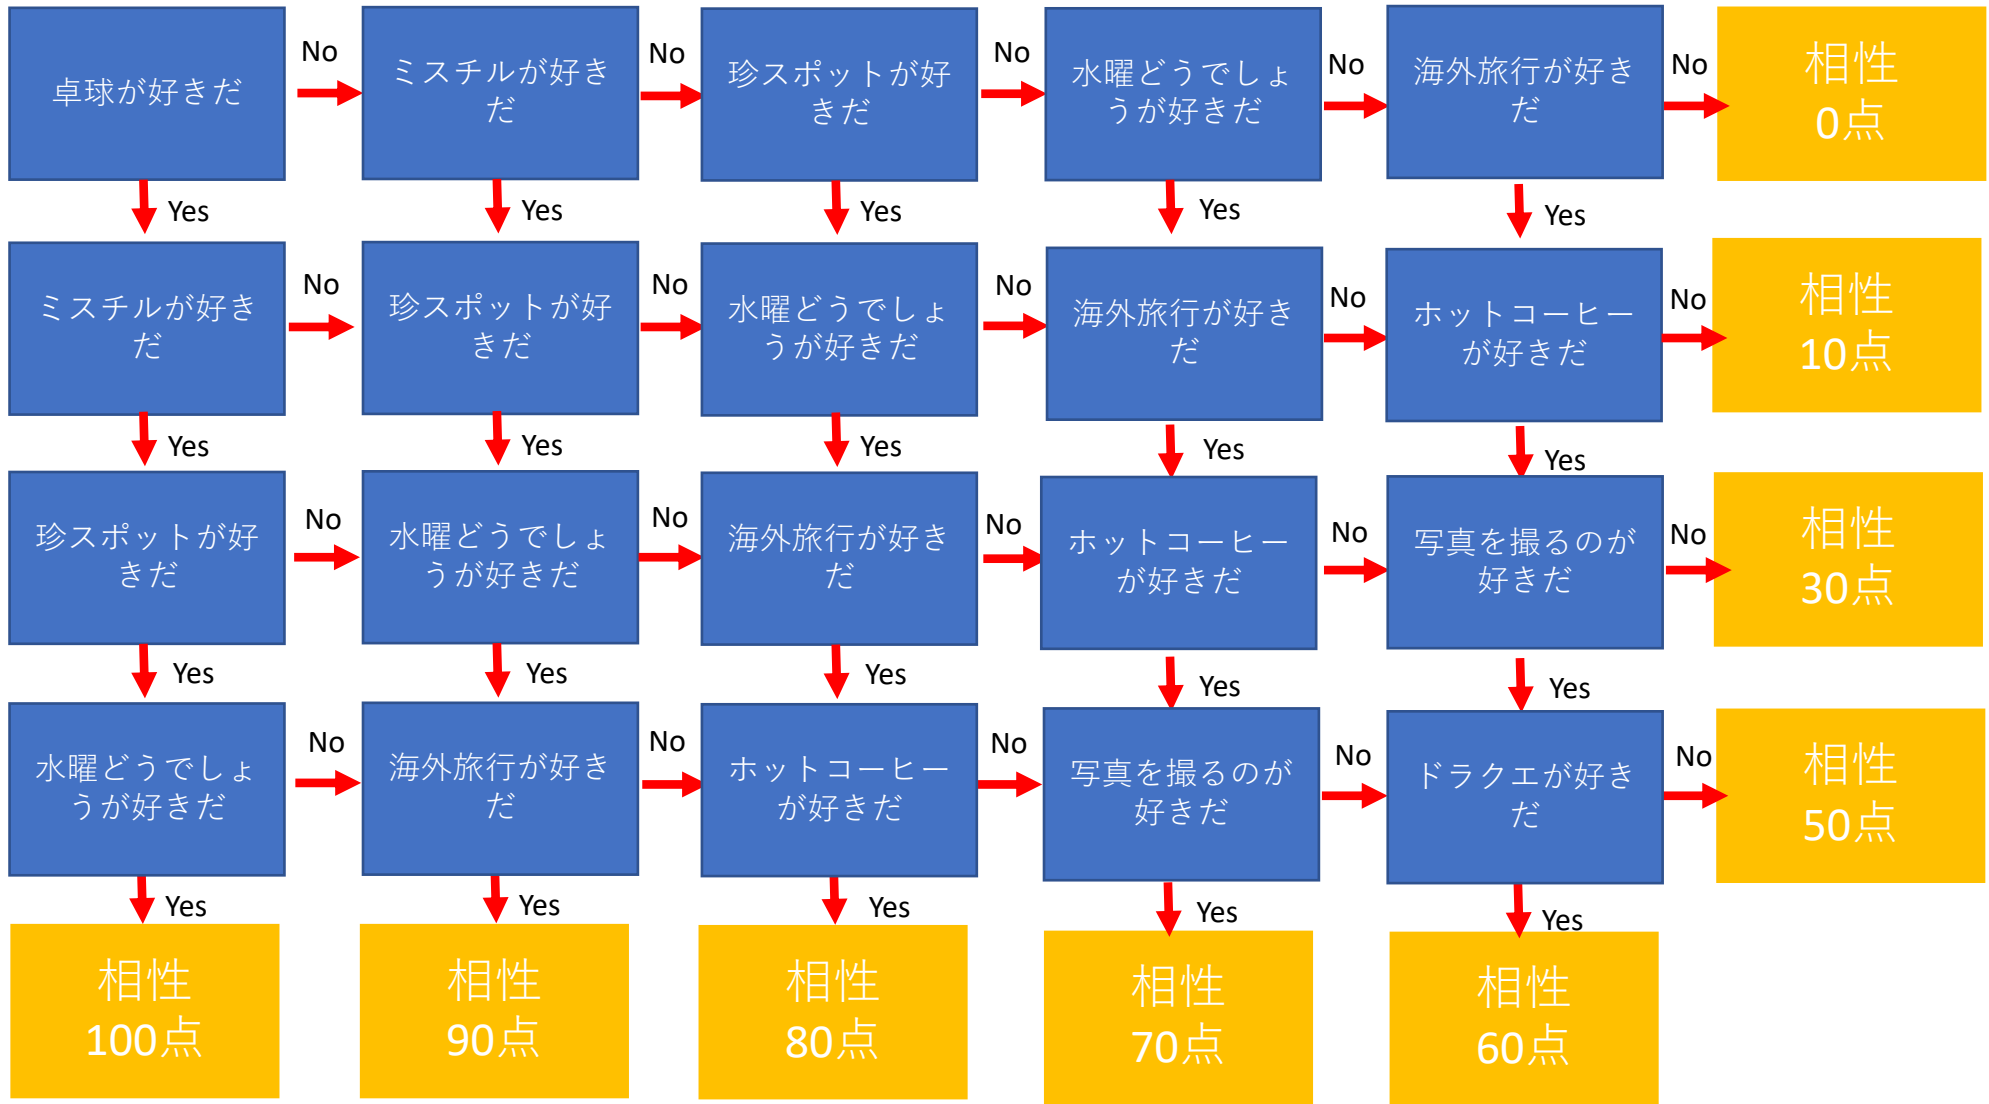 卓球が好きだ
No
ミスチルが好き
だ
No
珍スポットが好
きだ
No
水曜どうでしょ
うが好きだ
No
海外旅行が好き
だ
No
相性
0点
Yes
Yes
Yes
Yes
Yes
ミスチルが好き
だ
No
珍スポットが好
きだ
No
水曜どうでしょ
うが好きだ
No
海外旅行が好き
だ
No
ホットコーヒー
が好きだ
No
相性
10点
Yes
Yes
Yes
Yes
Yes
珍スポットが好
きだ
No
水曜どうでしょ
うが好きだ
No
海外旅行が好き
だ
No
ホットコーヒー
が好きだ
No
写真を撮るのが
好きだ
No
相性
30点
Yes
Yes
Yes
Yes
Yes
水曜どうでしょ
うが好きだ
No
海外旅行が好き
だ
No
ホットコーヒー
が好きだ
No
写真を撮るのが
好きだ
No
ドラクエが好き
だ
No
相性
50点
Yes
Yes
Yes
Yes
Yes
相性
100点
相性
90点
相性
80点
相性
70点
相性
60点